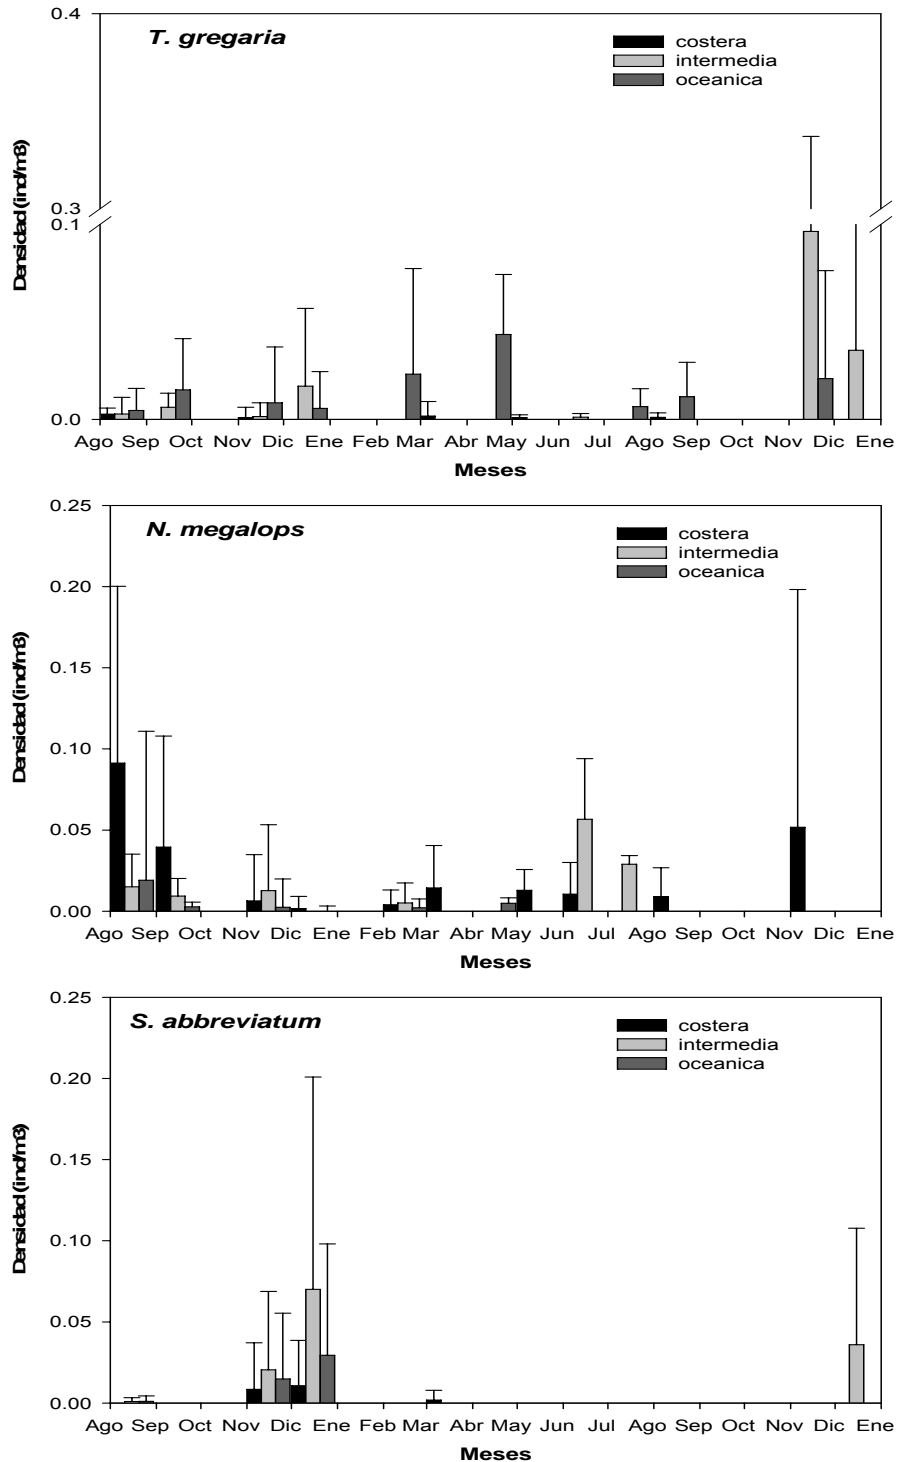 0.4
T. gregaria
costera
intermedia
oceanica
Densidad (ind/m3)
0.3
0.1
0.0
Ago Sep Oct Nov Dic Ene Feb Mar Abr May Jun Jul Ago Sep Oct Nov Dic Ene
Meses
0.25
N. megalops
costera
intermedia
oceanica
0.20
0.15
Densidad (ind/m3)
0.10
0.05
0.00
Ago Sep Oct Nov Dic Ene Feb Mar Abr May Jun Jul Ago Sep Oct Nov Dic Ene
Meses
0.25
S. abbreviatum
costera
intermedia
oceanica
0.20
0.15
Densidad (ind/m3)
0.10
0.05
0.00
Ago Sep Oct Nov Dic Ene Feb Mar Abr May Jun Jul Ago Sep Oct Nov Dic Ene
Meses